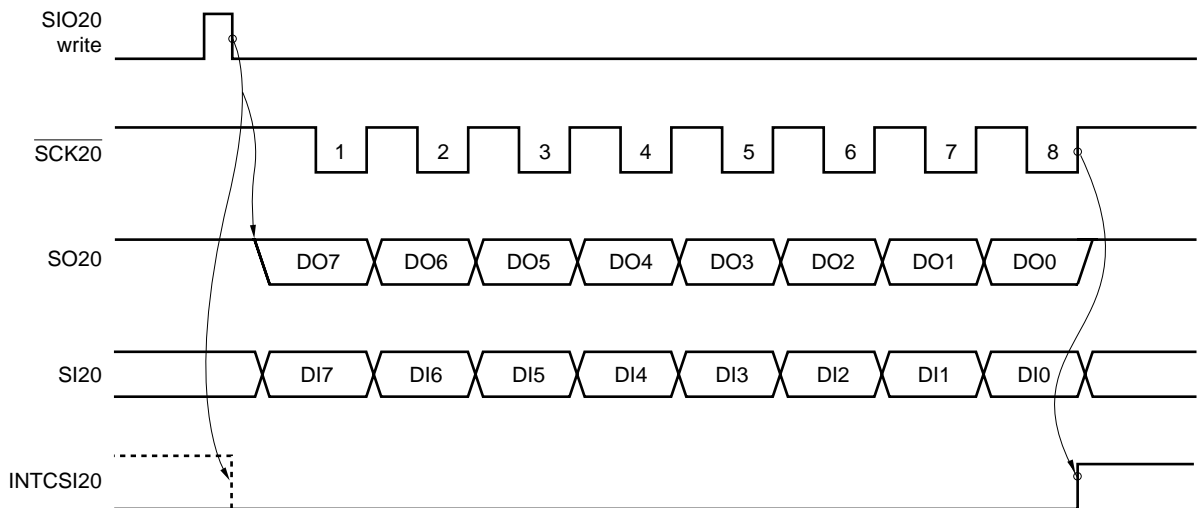 SIO20
write
SCK20
1 2 3 4 5 6 7 8
SO20
DO7 DO6 DO5 DO4 DO3 DO2 DO1 DO0
SI20
DI7 DI6 DI5 DI4 DI3 DI2 DI1 DI0
INTCSI20